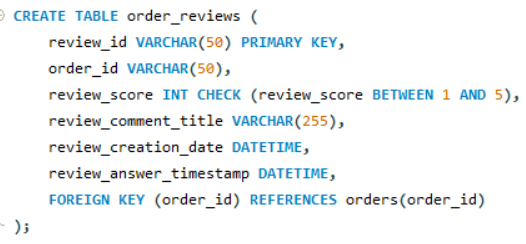 CREATE TABLE order_reviews (
review_id VARCHAR(50) PRIMARY KEY,
order_id VARCHAR(50),
review_score INT CHECK (review_score BETWEEN 1 AND 5),
review_comment_title VARCHAR(255),
review_creation_date DATETIME,
review_answer_timestamp DATETIME,
FOREIGN KEY (order_id) REFERENCES orders(order_id)
);